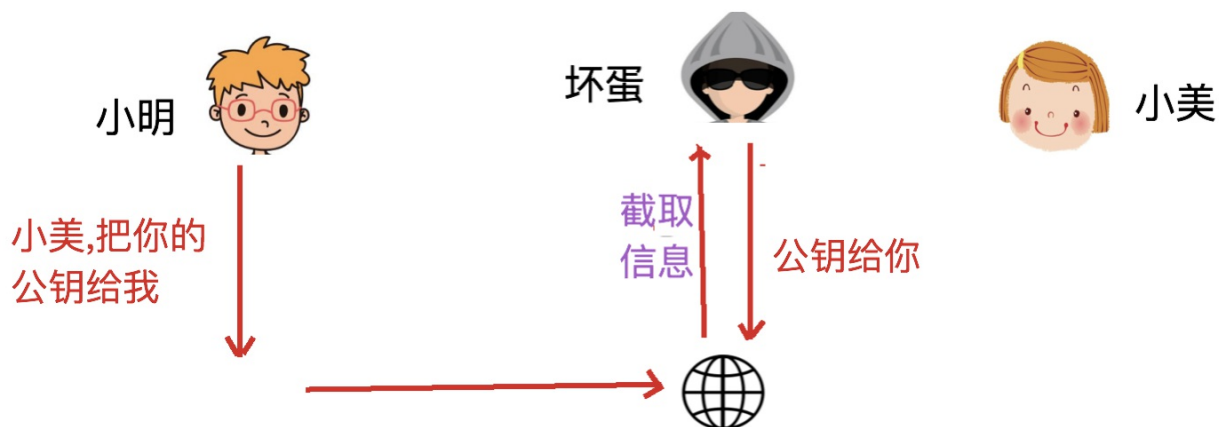 小明
坏蛋
小美
小美,把你的
公钥给我
截取
信息
公钥给你